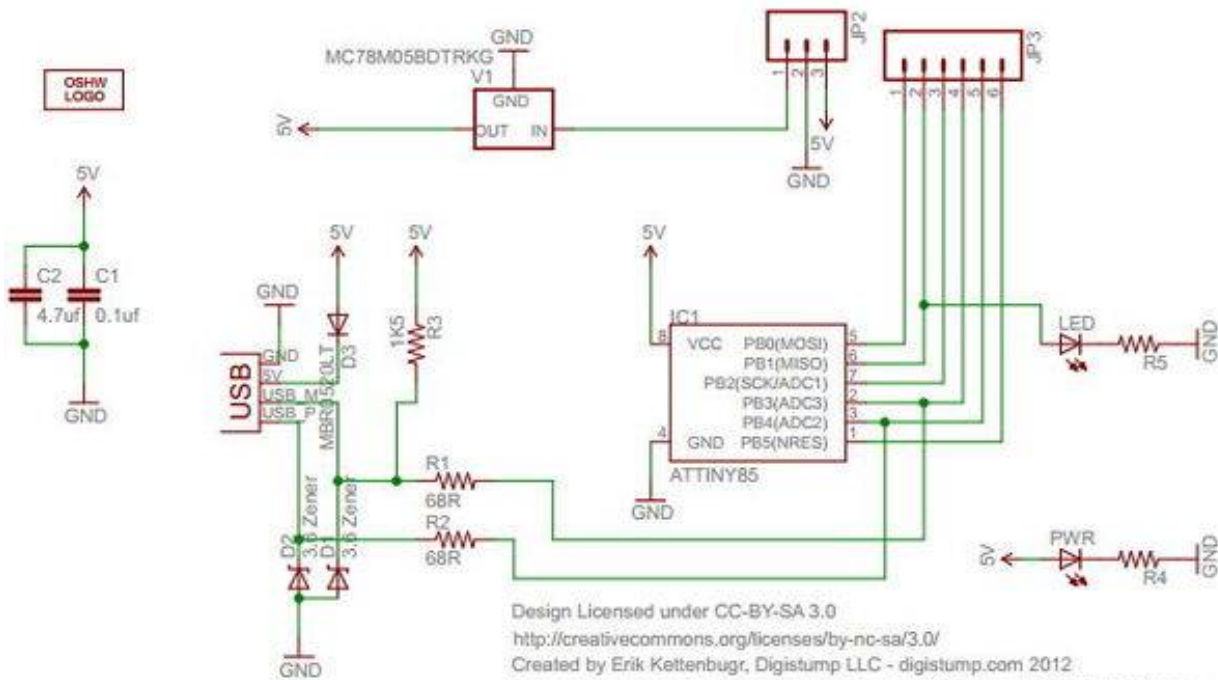 GND
MC78M05BDTRKG
V1
GND
OUT IN
5V
JP2
1
2
3
5V
GND
JP3
1
2
3
4
5
6
OSHW
LOGO
5V
C2
C1
4.7uf
0.1uf
GND
5V
5V
GND
D3
1K5
R3
USB
GND
5V
USB_M
USB_P
R1
68R
R2
68R
D2
3.6 Zener
D1
3.6 Zener
GND
5V
IC1
8
VCC
PB0(MOSI)
5
PB1(MISO)
6
PB2(SCK/ADC1)
7
PB3(ADC3)
2
PB4(ADC2)
3
4
GND
PB5(NRES)
1
ATTINY85
GND
LED
R5
GND
5V
PWR
R4
GND
Design Licensed under CC-BY-SA 3.0
http://creativecommons.org/licenses/by-nc-sa/3.0/
Created by Erik Kettenbugr, Digistump LLC - digistump.com 2012